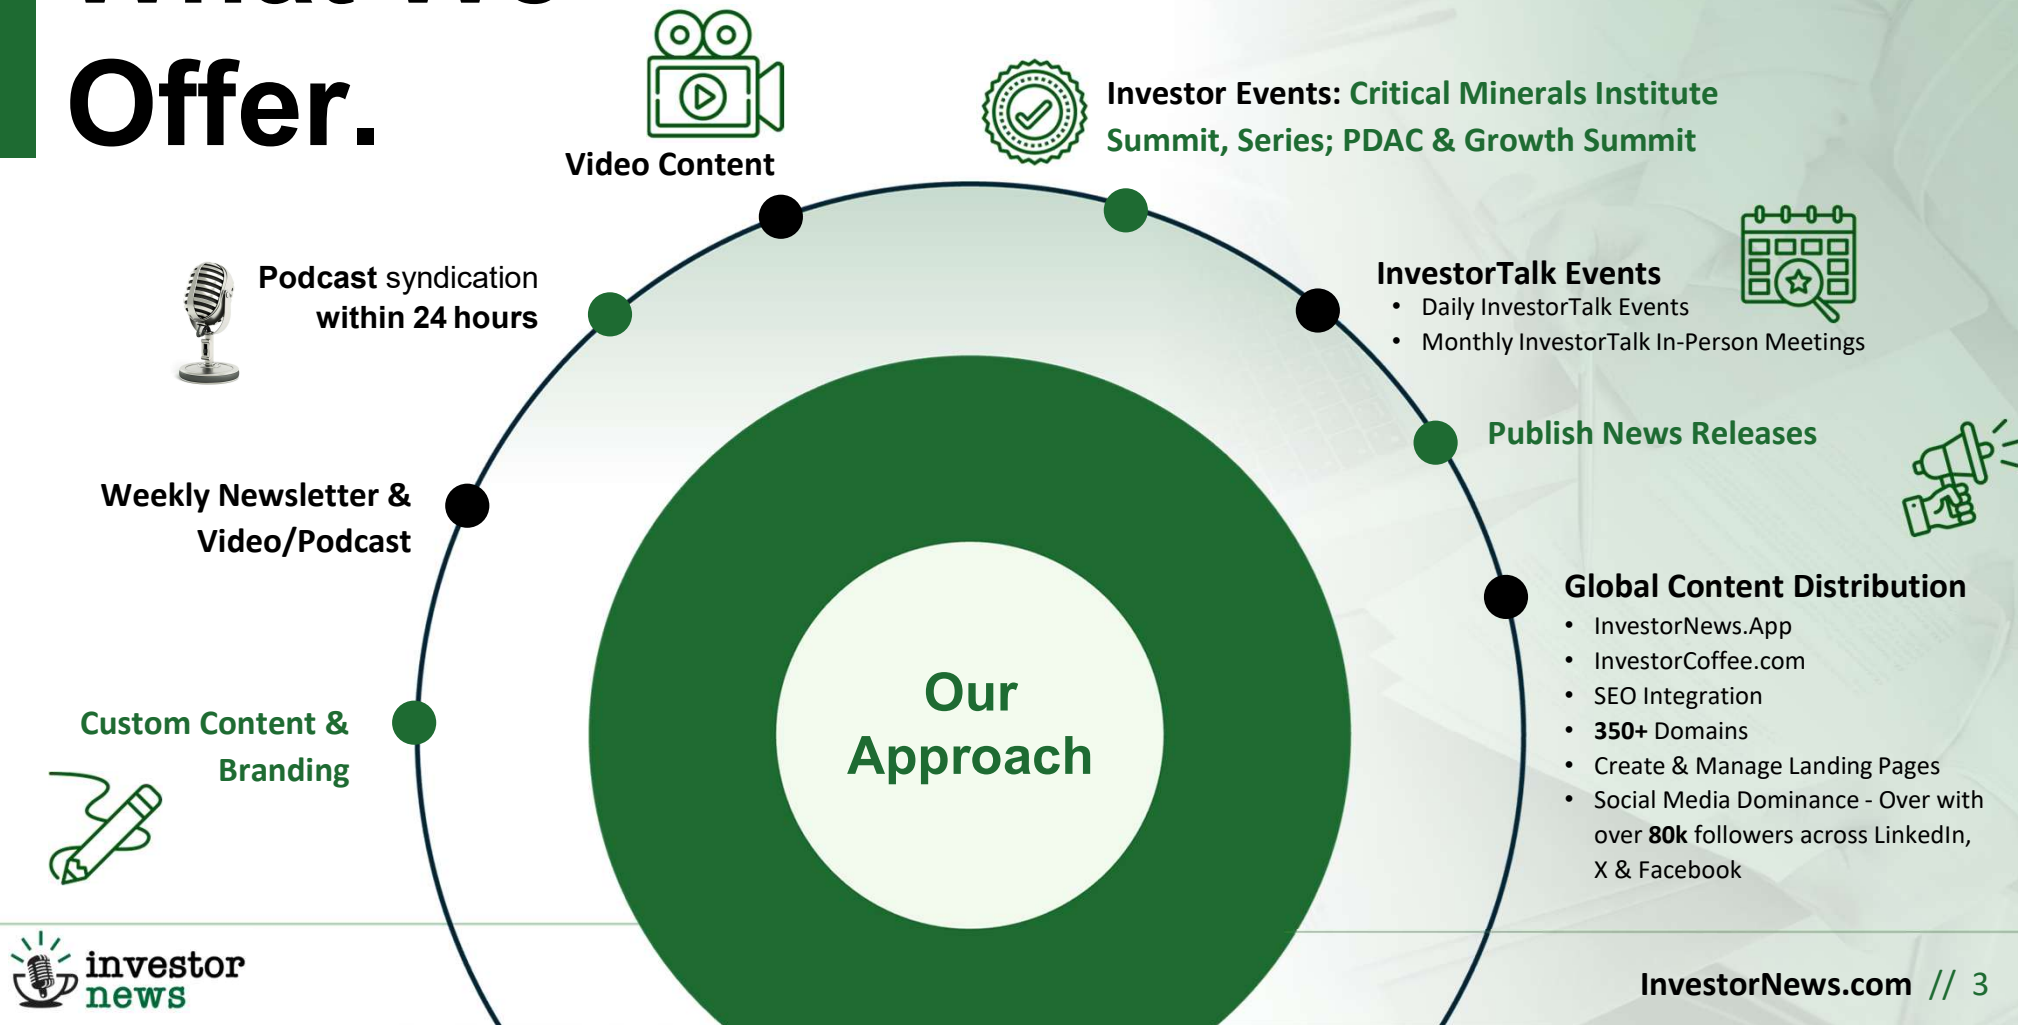 What We
Offer.
Video Content
Investor Events: Critical Minerals Institute
Summit, Series; PDAC & Growth Summit
Podcast syndication
within 24 hours
InvestorTalk Events
• Daily InvestorTalk Events
• Monthly InvestorTalk In-Person Meetings
Publish News Releases
Weekly Newsletter &
Video/Podcast
Global Content Distribution
• InvestorNews.App
• InvestorCoffee.com
• SEO Integration
• 350+ Domains
• Create & Manage Landing Pages
• Social Media Dominance - Over with
over 80k followers across LinkedIn,
X & Facebook
Custom Content &
Branding
Our
Approach
investor
news
InvestorNews.com // 3